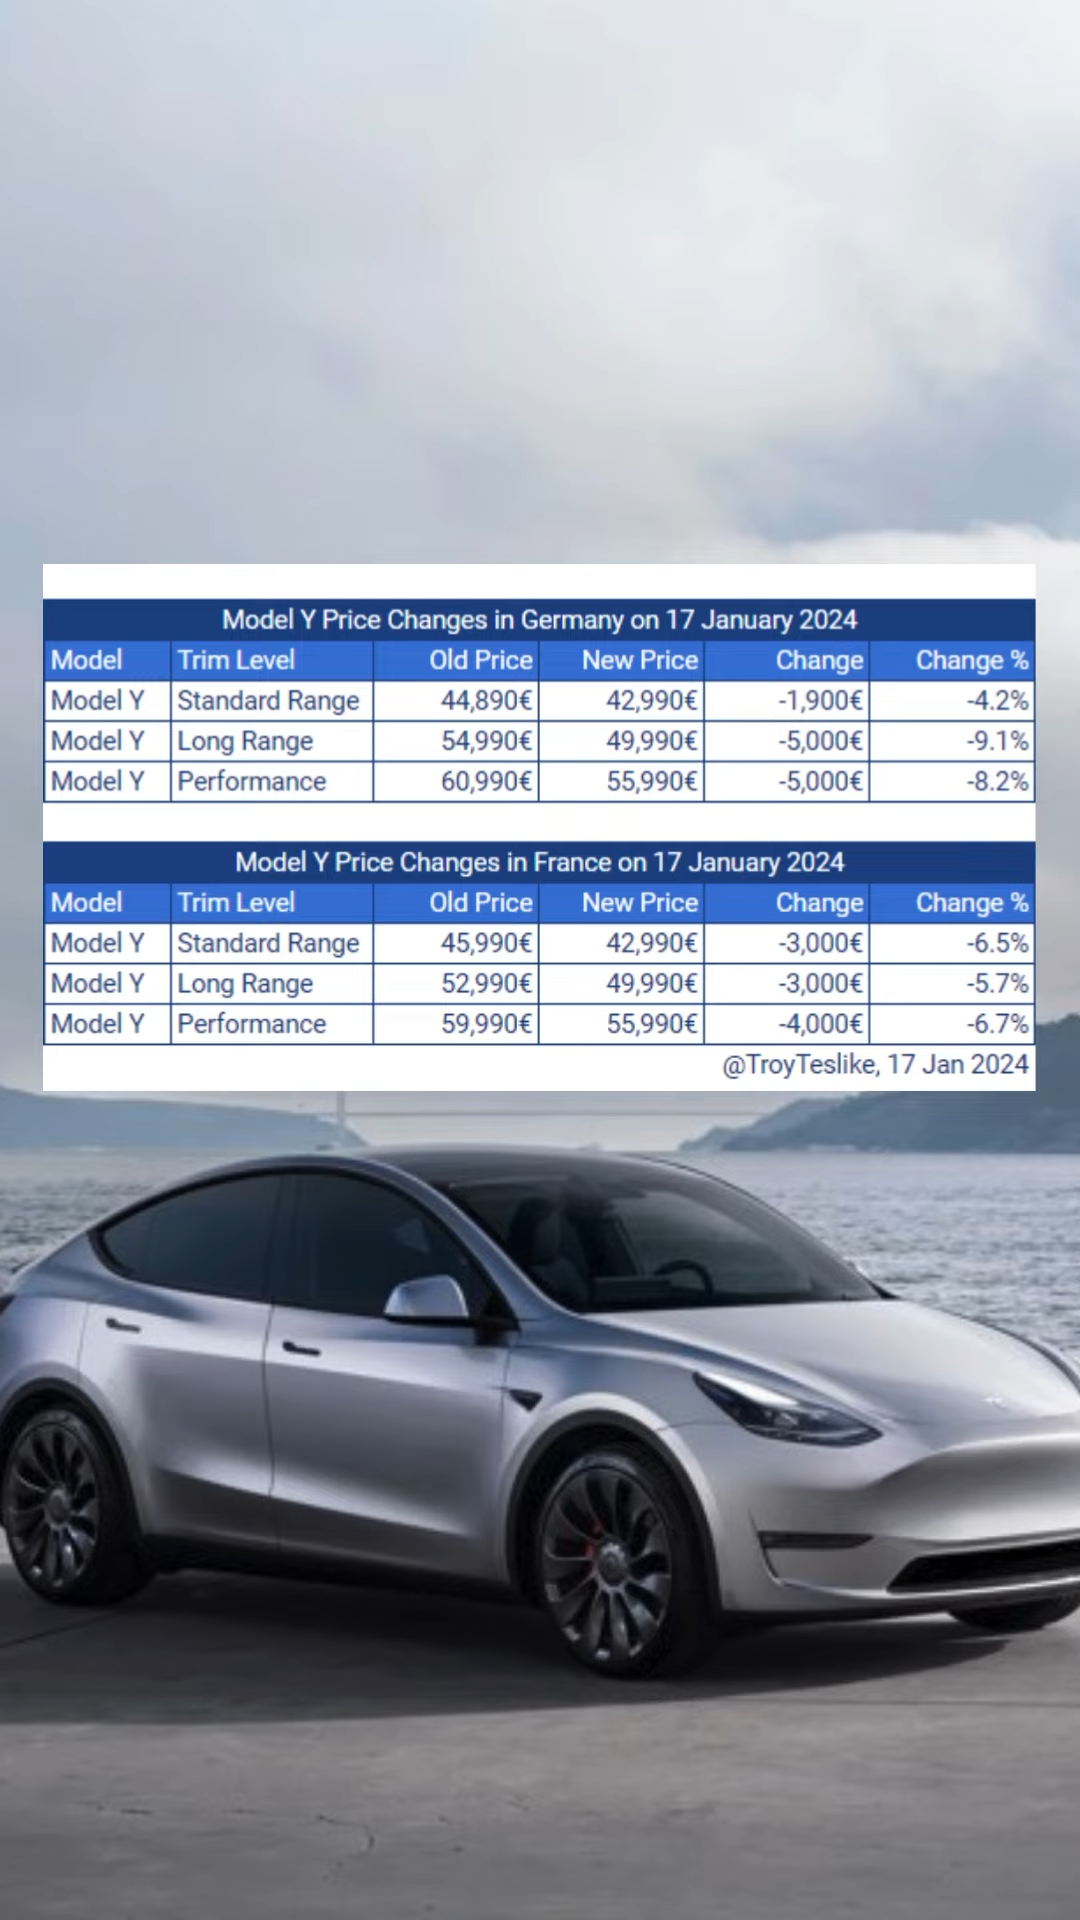 Model Y Price Changes in Germany on 17 January 2024
Model Trim Level Old Price New Price Change Change %
Model Y Standard Range 44,890€ 42,990€ -1,900€ -4.2%
Model Y Long Range 54,990€ 49,990€ -5,000€ -9.1%
Model Y Performance 60,990€ 55,990€ -5,000€ -8.2%
Model Y Price Changes in France on 17 January 2024
Model Trim Level Old Price New Price Change Change %
Model Y Standard Range 45,990€ 42,990€ -3,000€ -6.5%
Model Y Long Range 52,990€ 49,990€ -3,000€ -5.7%
Model Y Performance 59,990€ 55,990€ -4,000€ -6.7%
@TroyTeslike, 17 Jan 2024